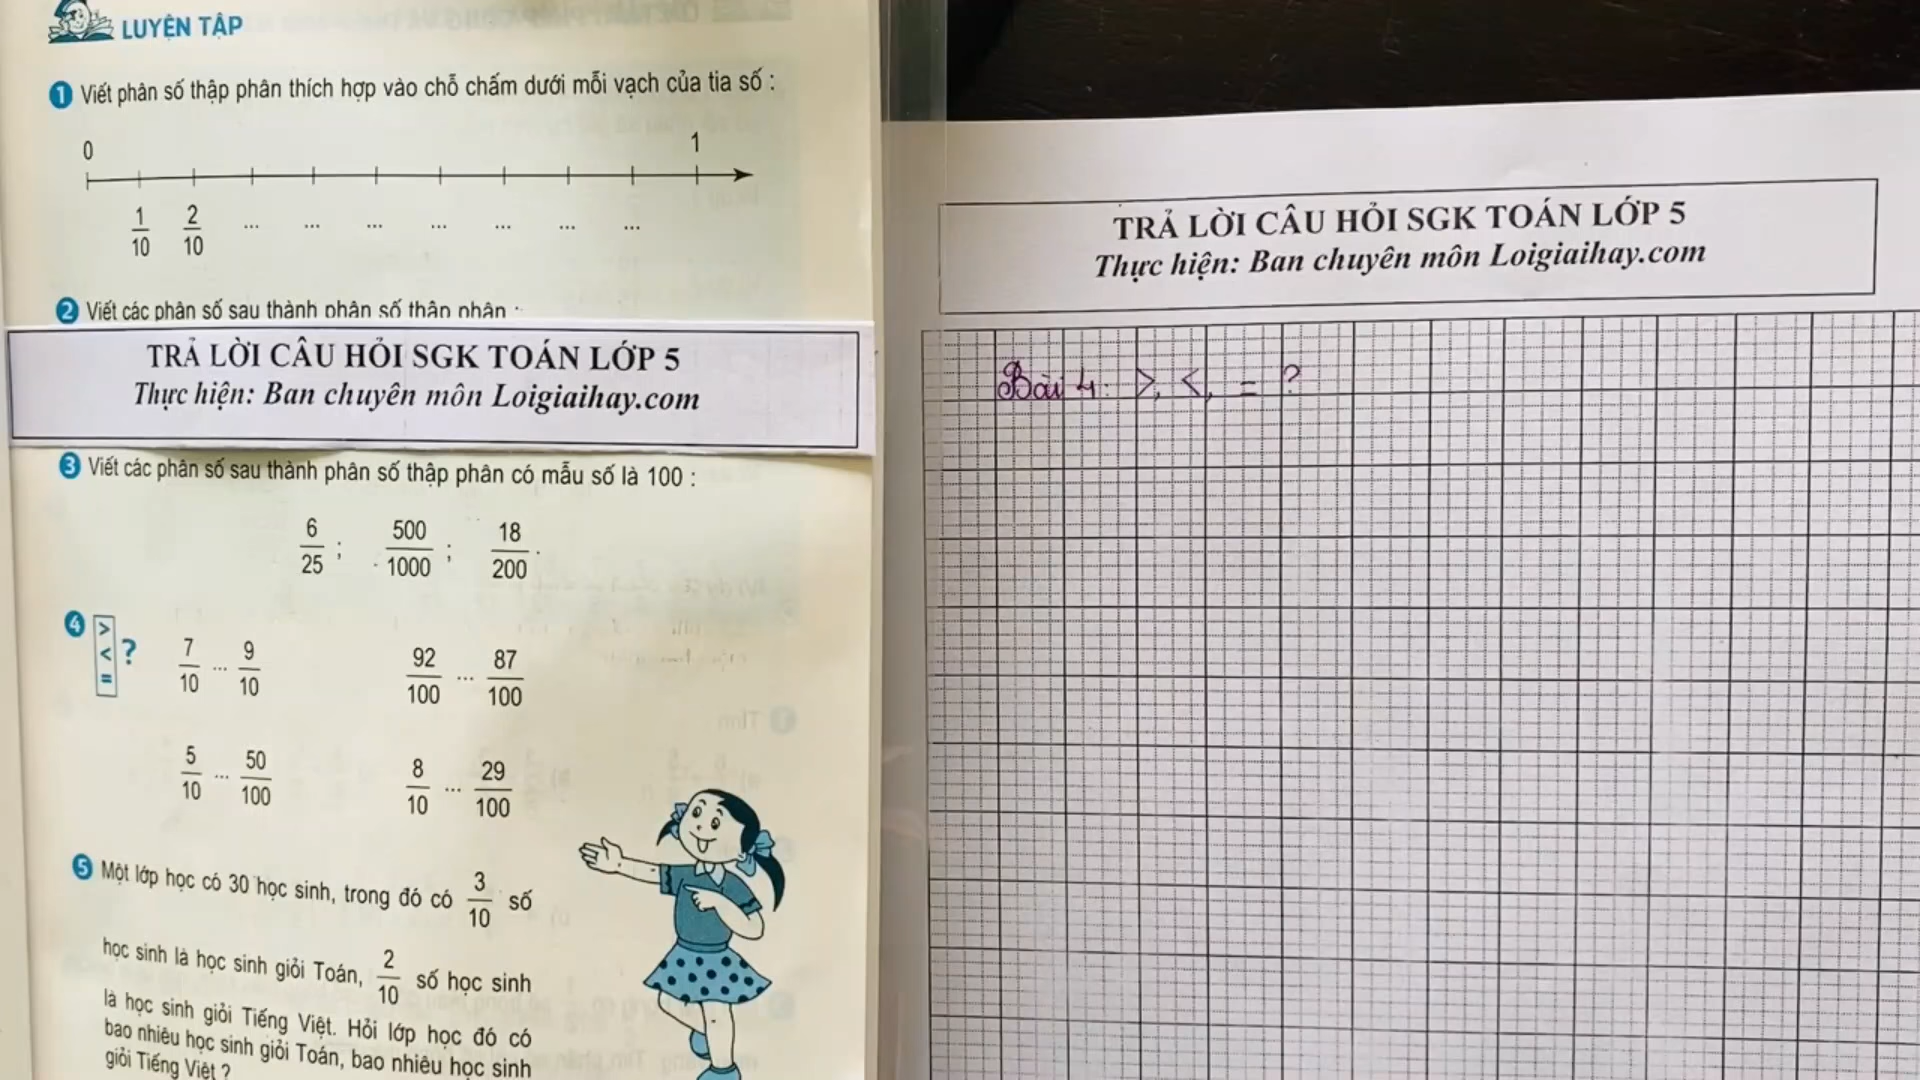 LUYỆN TẬP
1 Viết phân số thập phân thích hợp vào chỗ chấm dưới mỗi vạch của tia số :
0 1
1/10 2/10 ... ... ... ... ... ... ...
2 Viết các phân số sau thành phân số thập phân :
TRẢ LỜI CÂU HỎI SGK TOÁN LỚP 5
Thực hiện: Ban chuyên môn Loigiaihay.com
3 Viết các phân số sau thành phân số thập phân có mẫu số là 100 :
6/25 ; 500/1000 ; 18/200 .
4 > < = ? 7/10 ... 9/10 92/100 ... 87/100
5/10 ... 50/100 8/10 ... 29/100
5 Một lớp học có 30 học sinh, trong đó có 3/10 số
học sinh là học sinh giỏi Toán, 2/10 số học sinh
là học sinh giỏi Tiếng Việt. Hỏi lớp học đó có
bao nhiêu học sinh giỏi Toán, bao nhiêu học sinh
giỏi Tiếng Việt ?
TRẢ LỜI CÂU HỎI SGK TOÁN LỚP 5
Thực hiện: Ban chuyên môn Loigiaihay.com
Bài 4: >, <, = ?